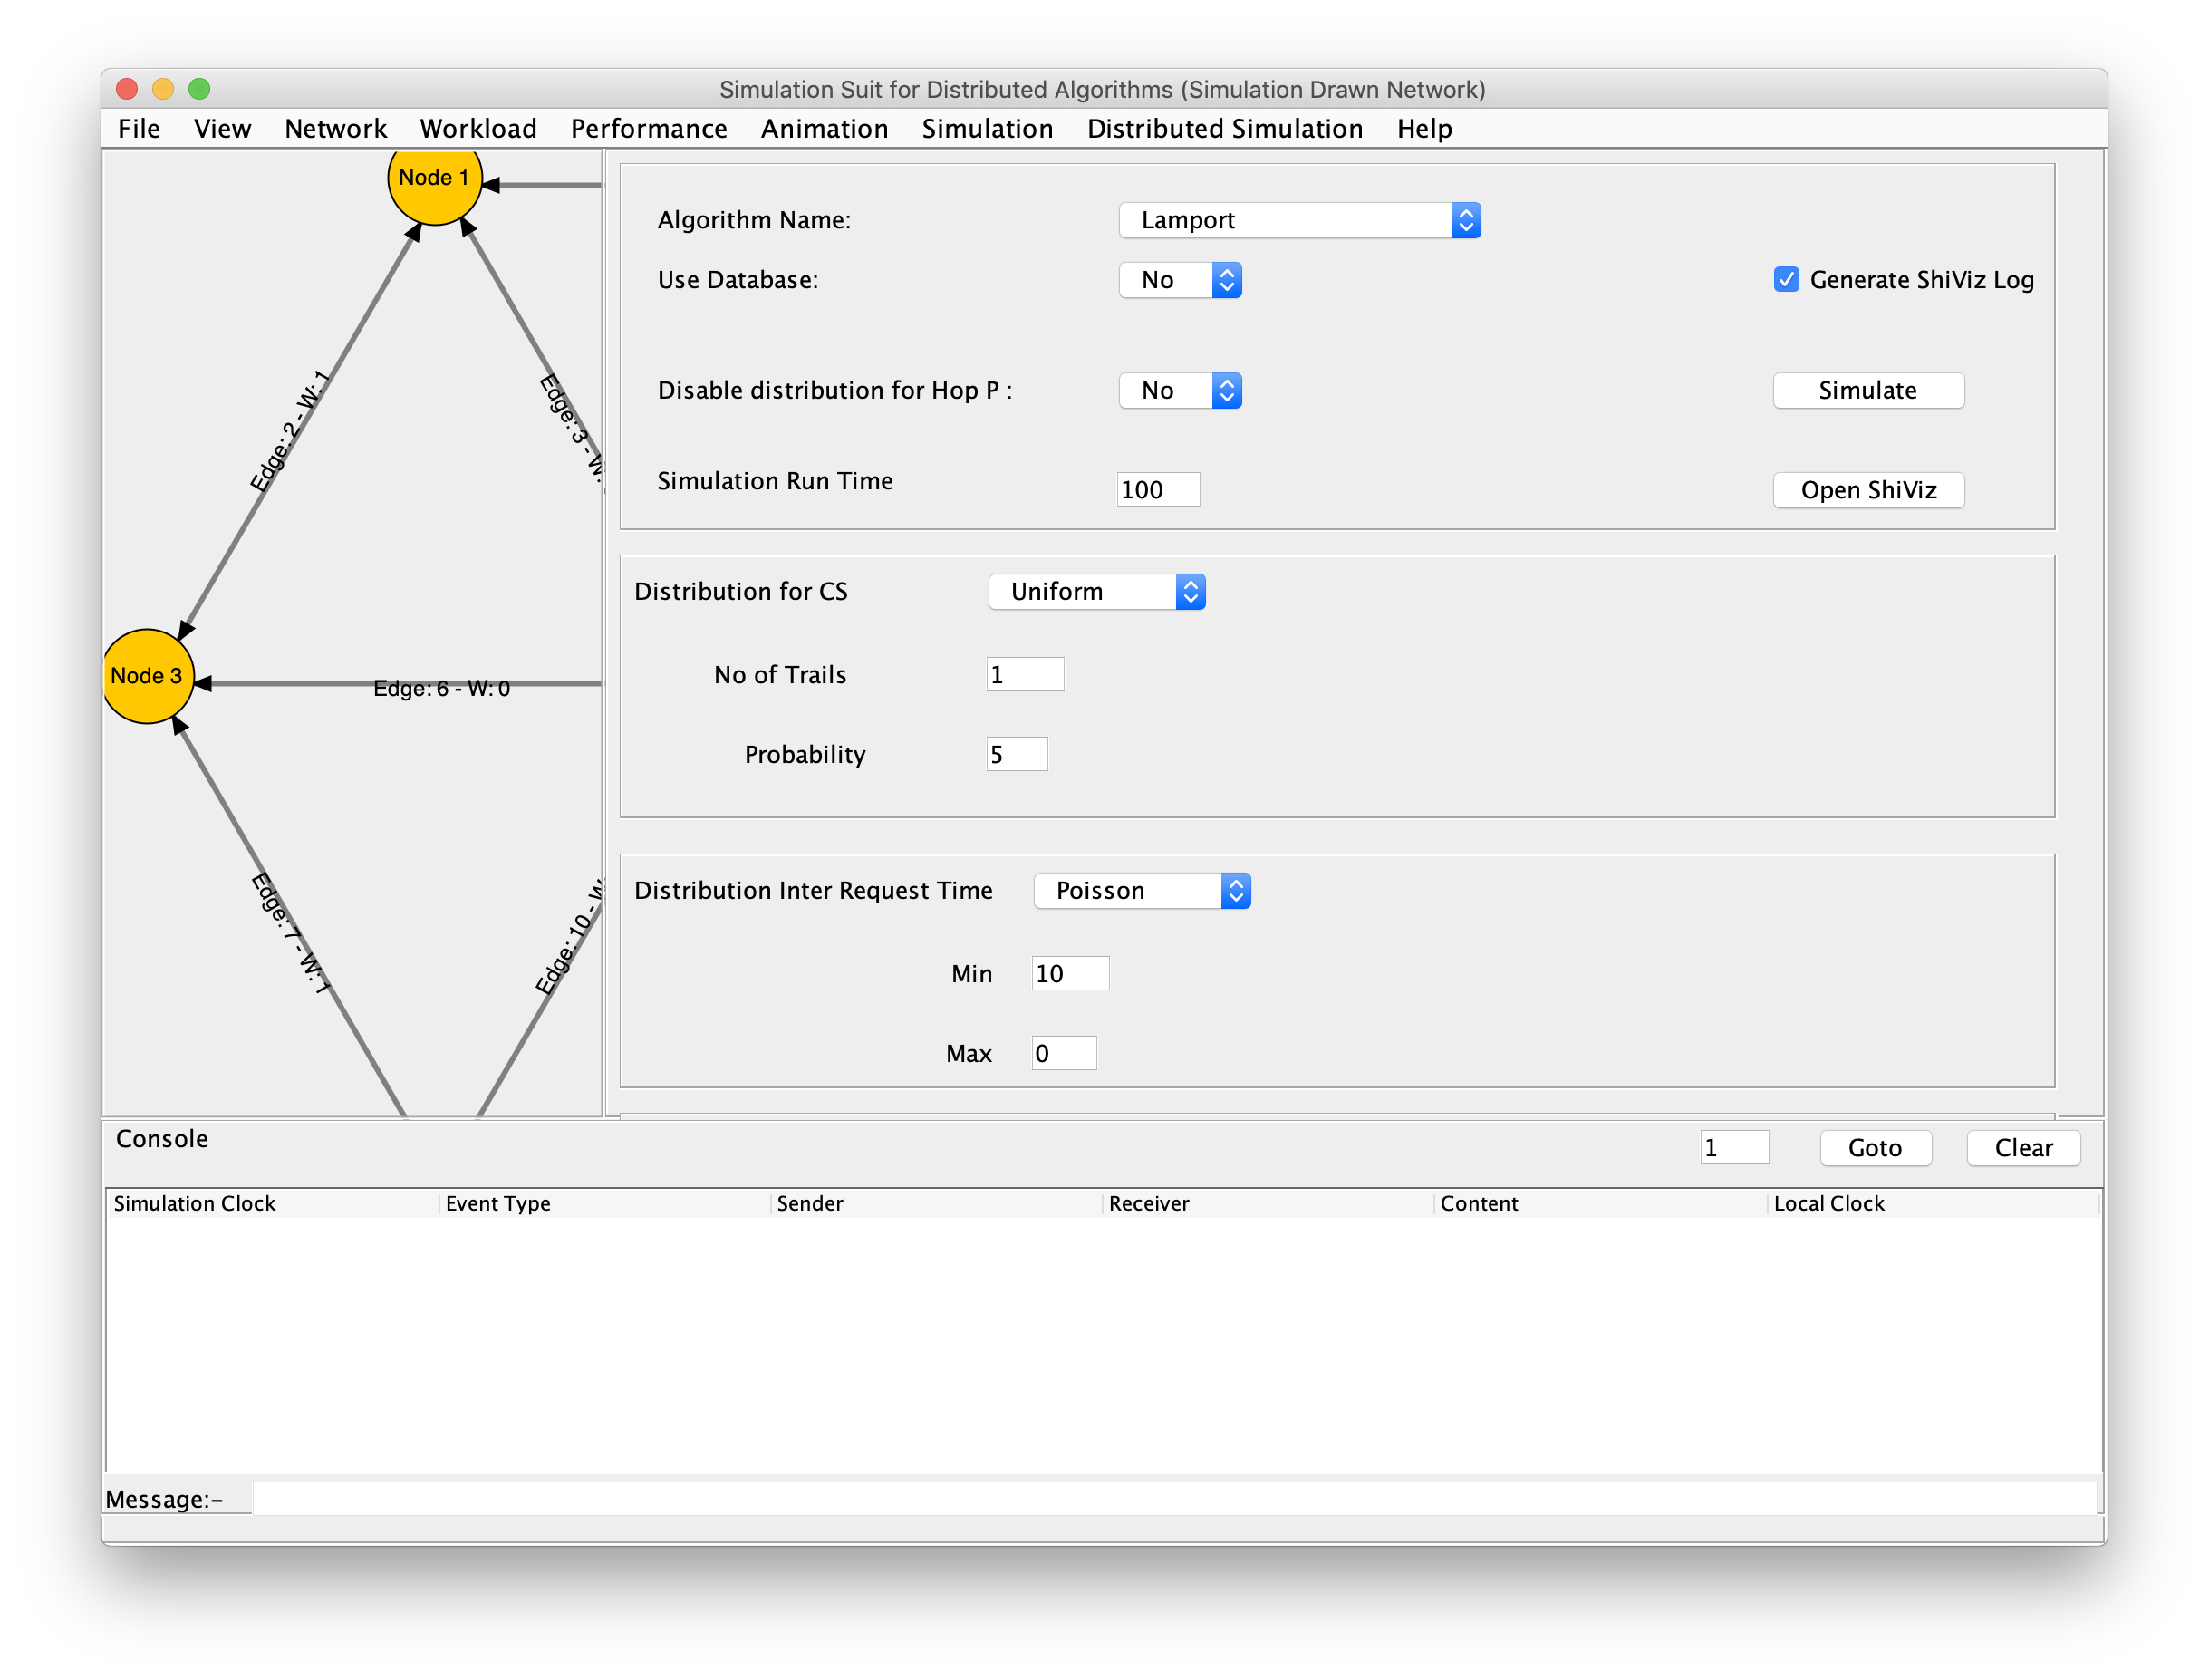 Simulation Suit for Distributed Algorithms (Simulation Drawn Network)
File View Network Workload Performance Animation Simulation Distributed Simulation Help
Node 1
Edge: 2 - W: 1
Edge: 3 - W:
Node 3
Edge: 6 - W: 0
Edge: 7 - W: 1
Edge: 10 - W
Algorithm Name: Lamport
Use Database: No Generate ShiViz Log
Disable distribution for Hop P : No Simulate
Simulation Run Time 100 Open ShiViz
Distribution for CS Uniform
No of Trails 1
Probability 5
Distribution Inter Request Time Poisson
Min 10
Max 0
Console 1 Goto Clear
Simulation Clock Event Type Sender Receiver Content Local Clock
Message:-